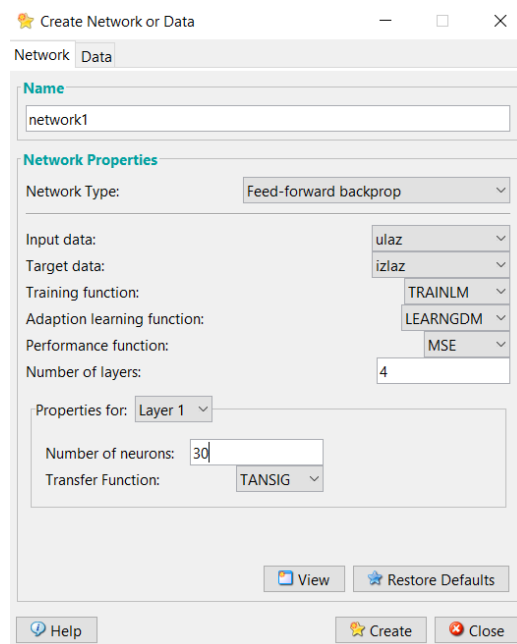 Create Network or Data
Network Data
Name
network1
Network Properties
Network Type: Feed-forward backprop
Input data: ulaz
Target data: izlaz
Training function: TRAINLM
Adaption learning function: LEARNGDM
Performance function: MSE
Number of layers: 4
Properties for: Layer 1
Number of neurons: 30
Transfer Function: TANSIG
View Restore Defaults
Help Create Close